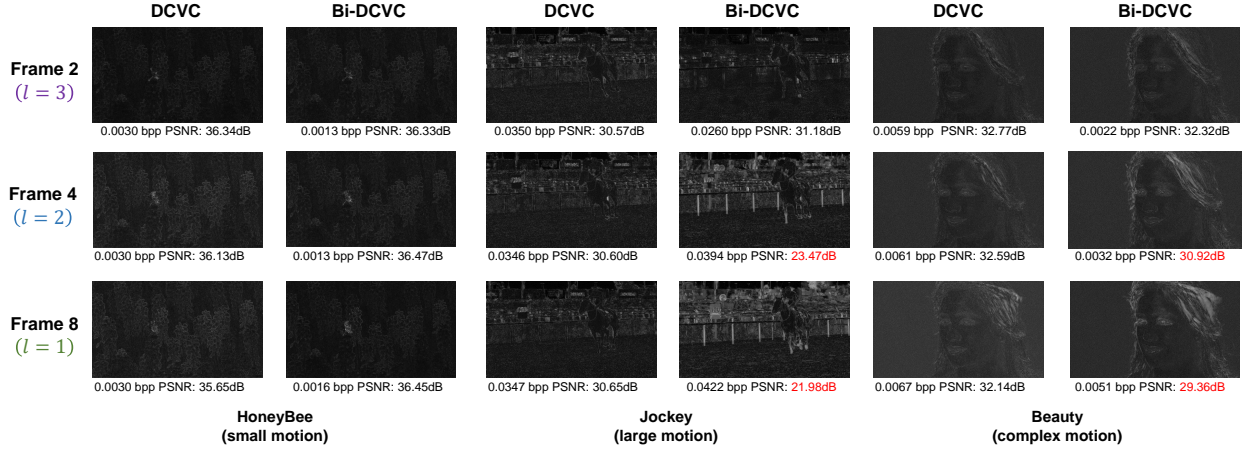 DCVC Bi-DCVC DCVC Bi-DCVC DCVC Bi-DCVC
Frame 2
(l = 3)
0.0030 bpp PSNR: 36.34dB 0.0013 bpp PSNR: 36.33dB 0.0350 bpp PSNR: 30.57dB 0.0260 bpp PSNR: 31.18dB 0.0059 bpp PSNR: 32.77dB 0.0022 bpp PSNR: 32.32dB
Frame 4
(l = 2)
0.0030 bpp PSNR: 36.13dB 0.0013 bpp PSNR: 36.47dB 0.0346 bpp PSNR: 30.60dB 0.0394 bpp PSNR: 23.47dB 0.0061 bpp PSNR: 32.59dB 0.0032 bpp PSNR: 30.92dB
Frame 8
(l = 1)
0.0030 bpp PSNR: 35.65dB 0.0016 bpp PSNR: 36.45dB 0.0347 bpp PSNR: 30.65dB 0.0422 bpp PSNR: 21.98dB 0.0067 bpp PSNR: 32.14dB 0.0051 bpp PSNR: 29.36dB
HoneyBee Jockey Beauty
(small motion) (large motion) (complex motion)